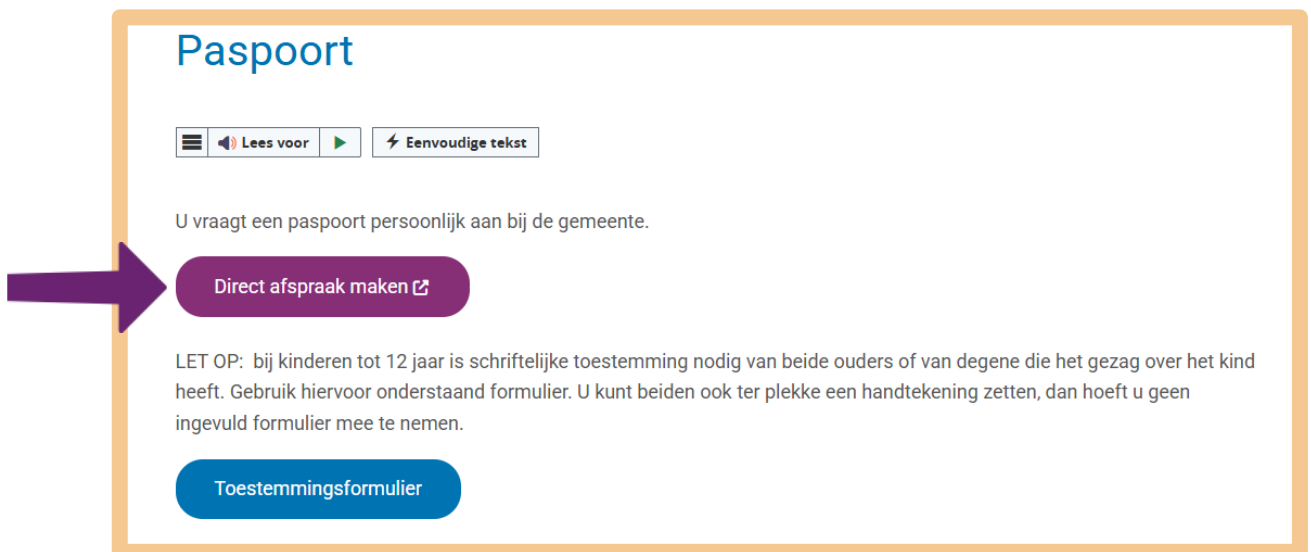 Paspoort
Lees voor
Eenvoudige tekst
U vraagt een paspoort persoonlijk aan bij de gemeente.
Direct afspraak maken
LET OP:  bij kinderen tot 12 jaar is schriftelijke toestemming nodig van beide ouders of van degene die het gezag over het kind
heeft. Gebruik hiervoor onderstaand formulier. U kunt beiden ook ter plekke een handtekening zetten, dan hoeft u geen
ingevuld formulier mee te nemen.
Toestemmingsformulier